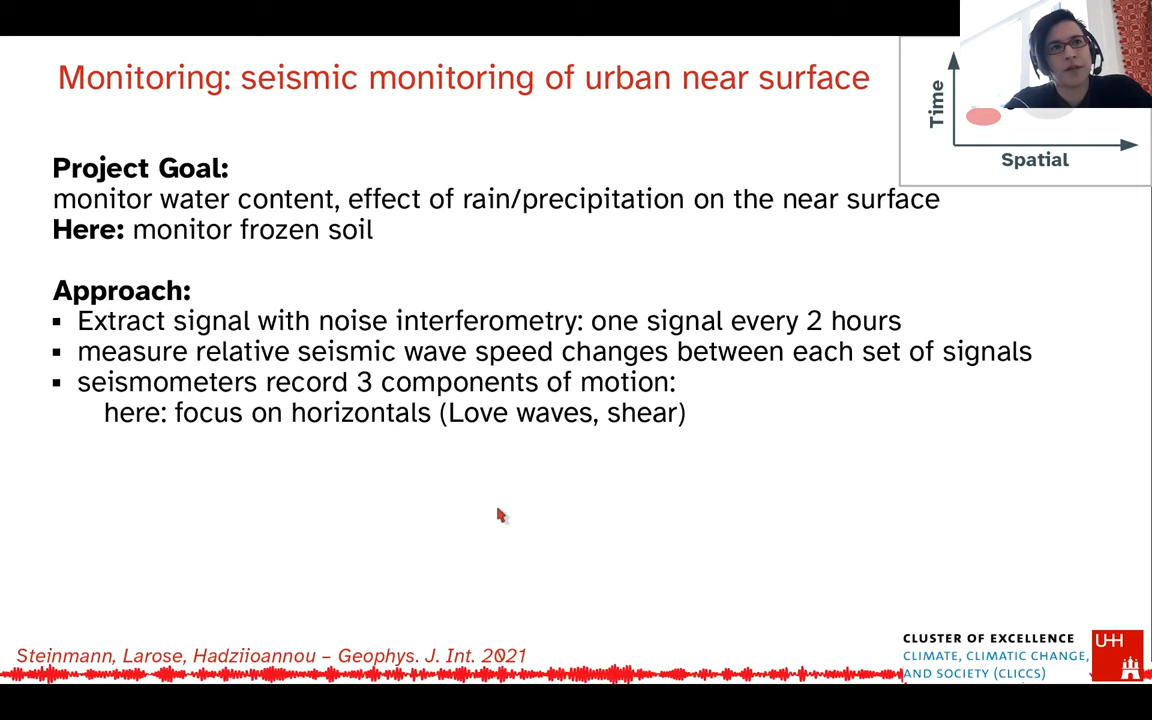 Monitoring: seismic monitoring of urban near surface
Time
Spatial
Project Goal:
monitor water content, effect of rain/precipitation on the near surface
Here: monitor frozen soil
Approach:
▪ Extract signal with noise interferometry: one signal every 2 hours
▪ measure relative seismic wave speed changes between each set of signals
▪ seismometers record 3 components of motion:
here: focus on horizontals (Love waves, shear)
Steinmann, Larose, Hadziioannou – Geophys. J. Int. 2021
CLUSTER OF EXCELLENCE
CLIMATE, CLIMATIC CHANGE,
AND SOCIETY (CLICCS)
UHH